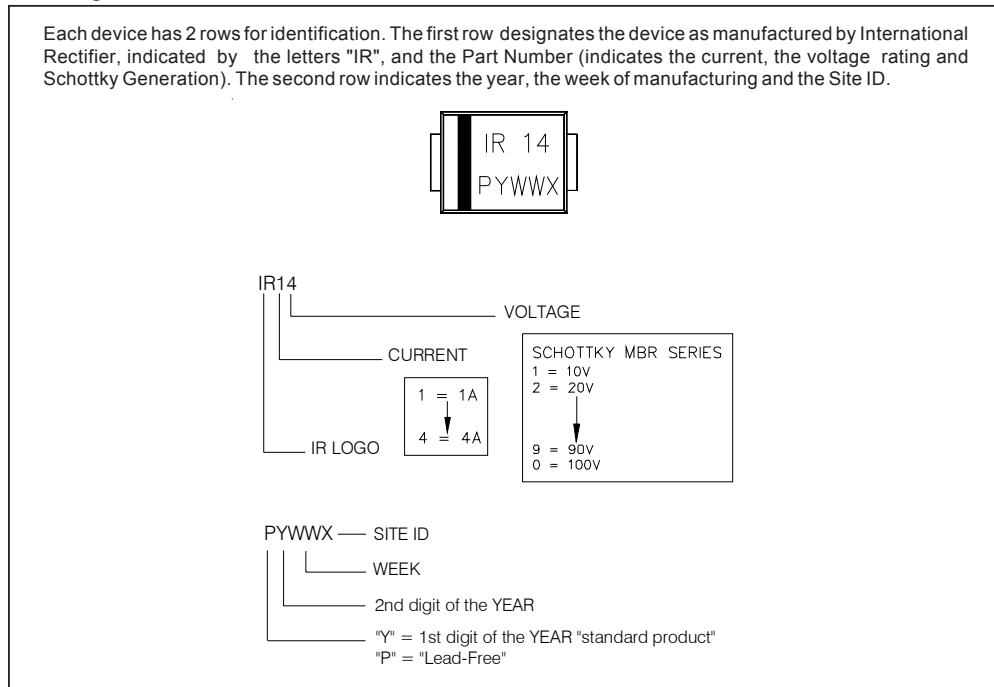 Each device has 2 rows for identification. The first row designates the device as manufactured by International
Rectifier, indicated by the letters "IR", and the Part Number (indicates the current, the voltage rating and
Schottky Generation). The second row indicates the year, the week of manufacturing and the Site ID.
IR 14
PYWWX
IR14
VOLTAGE
CURRENT
SCHOTTKY MBR SERIES
1 = 10V
2 = 20V
9 = 90V
0 = 100V
1 = 1A
4 = 4A
IR LOGO
PYWWX
SITE ID
WEEK
2nd digit of the YEAR
"Y" = 1st digit of the YEAR "standard product"
"P" = "Lead-Free"